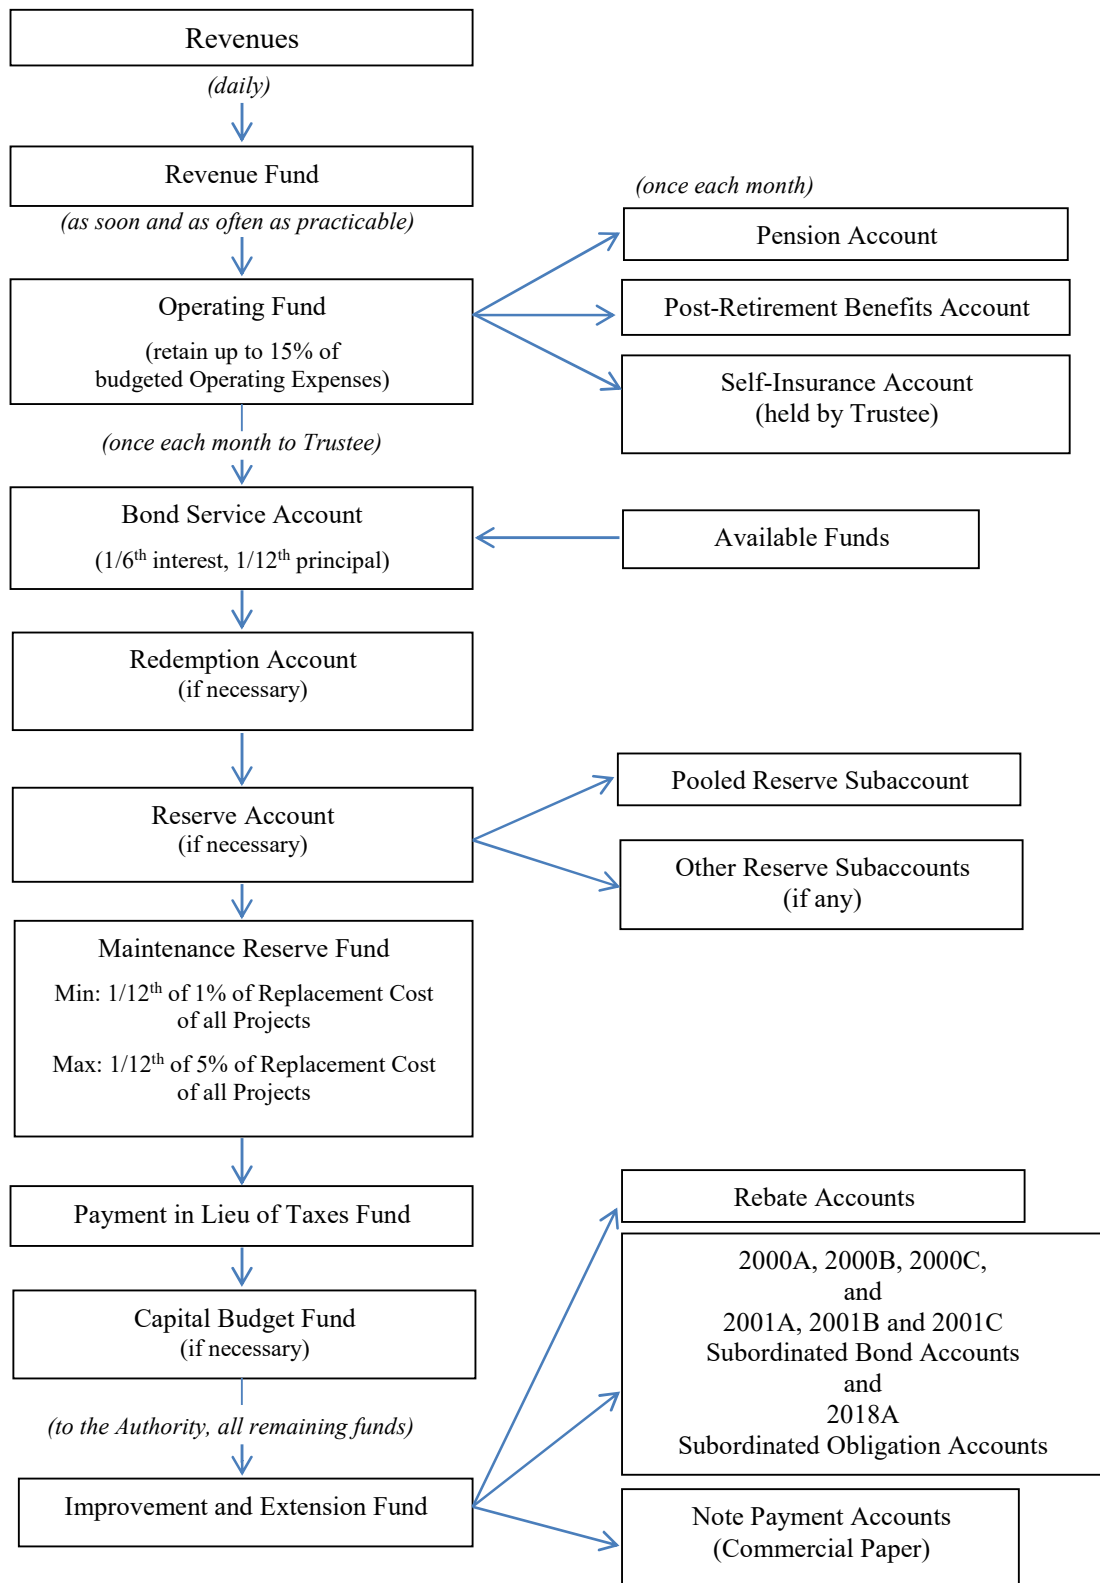 Revenues
(daily)
Revenue Fund
(as soon and as often as practicable)
(once each month)
Pension Account
Operating Fund
(retain up to 15% of
budgeted Operating Expenses)
Post-Retirement Benefits Account
Self-Insurance Account
(held by Trustee)
(once each month to Trustee)
Bond Service Account
(1/6th interest, 1/12th principal)
Available Funds
Redemption Account
(if necessary)
Reserve Account
(if necessary)
Pooled Reserve Subaccount
Other Reserve Subaccounts
(if any)
Maintenance Reserve Fund
Min: 1/12th of 1% of Replacement Cost
of all Projects
Max: 1/12th of 5% of Replacement Cost
of all Projects
Payment in Lieu of Taxes Fund
Capital Budget Fund
(if necessary)
(to the Authority, all remaining funds)
Improvement and Extension Fund
Rebate Accounts
2000A, 2000B, 2000C,
and
2001A, 2001B and 2001C
Subordinated Bond Accounts
and
2018A
Subordinated Obligation Accounts
Note Payment Accounts
(Commercial Paper)